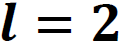 l = 2